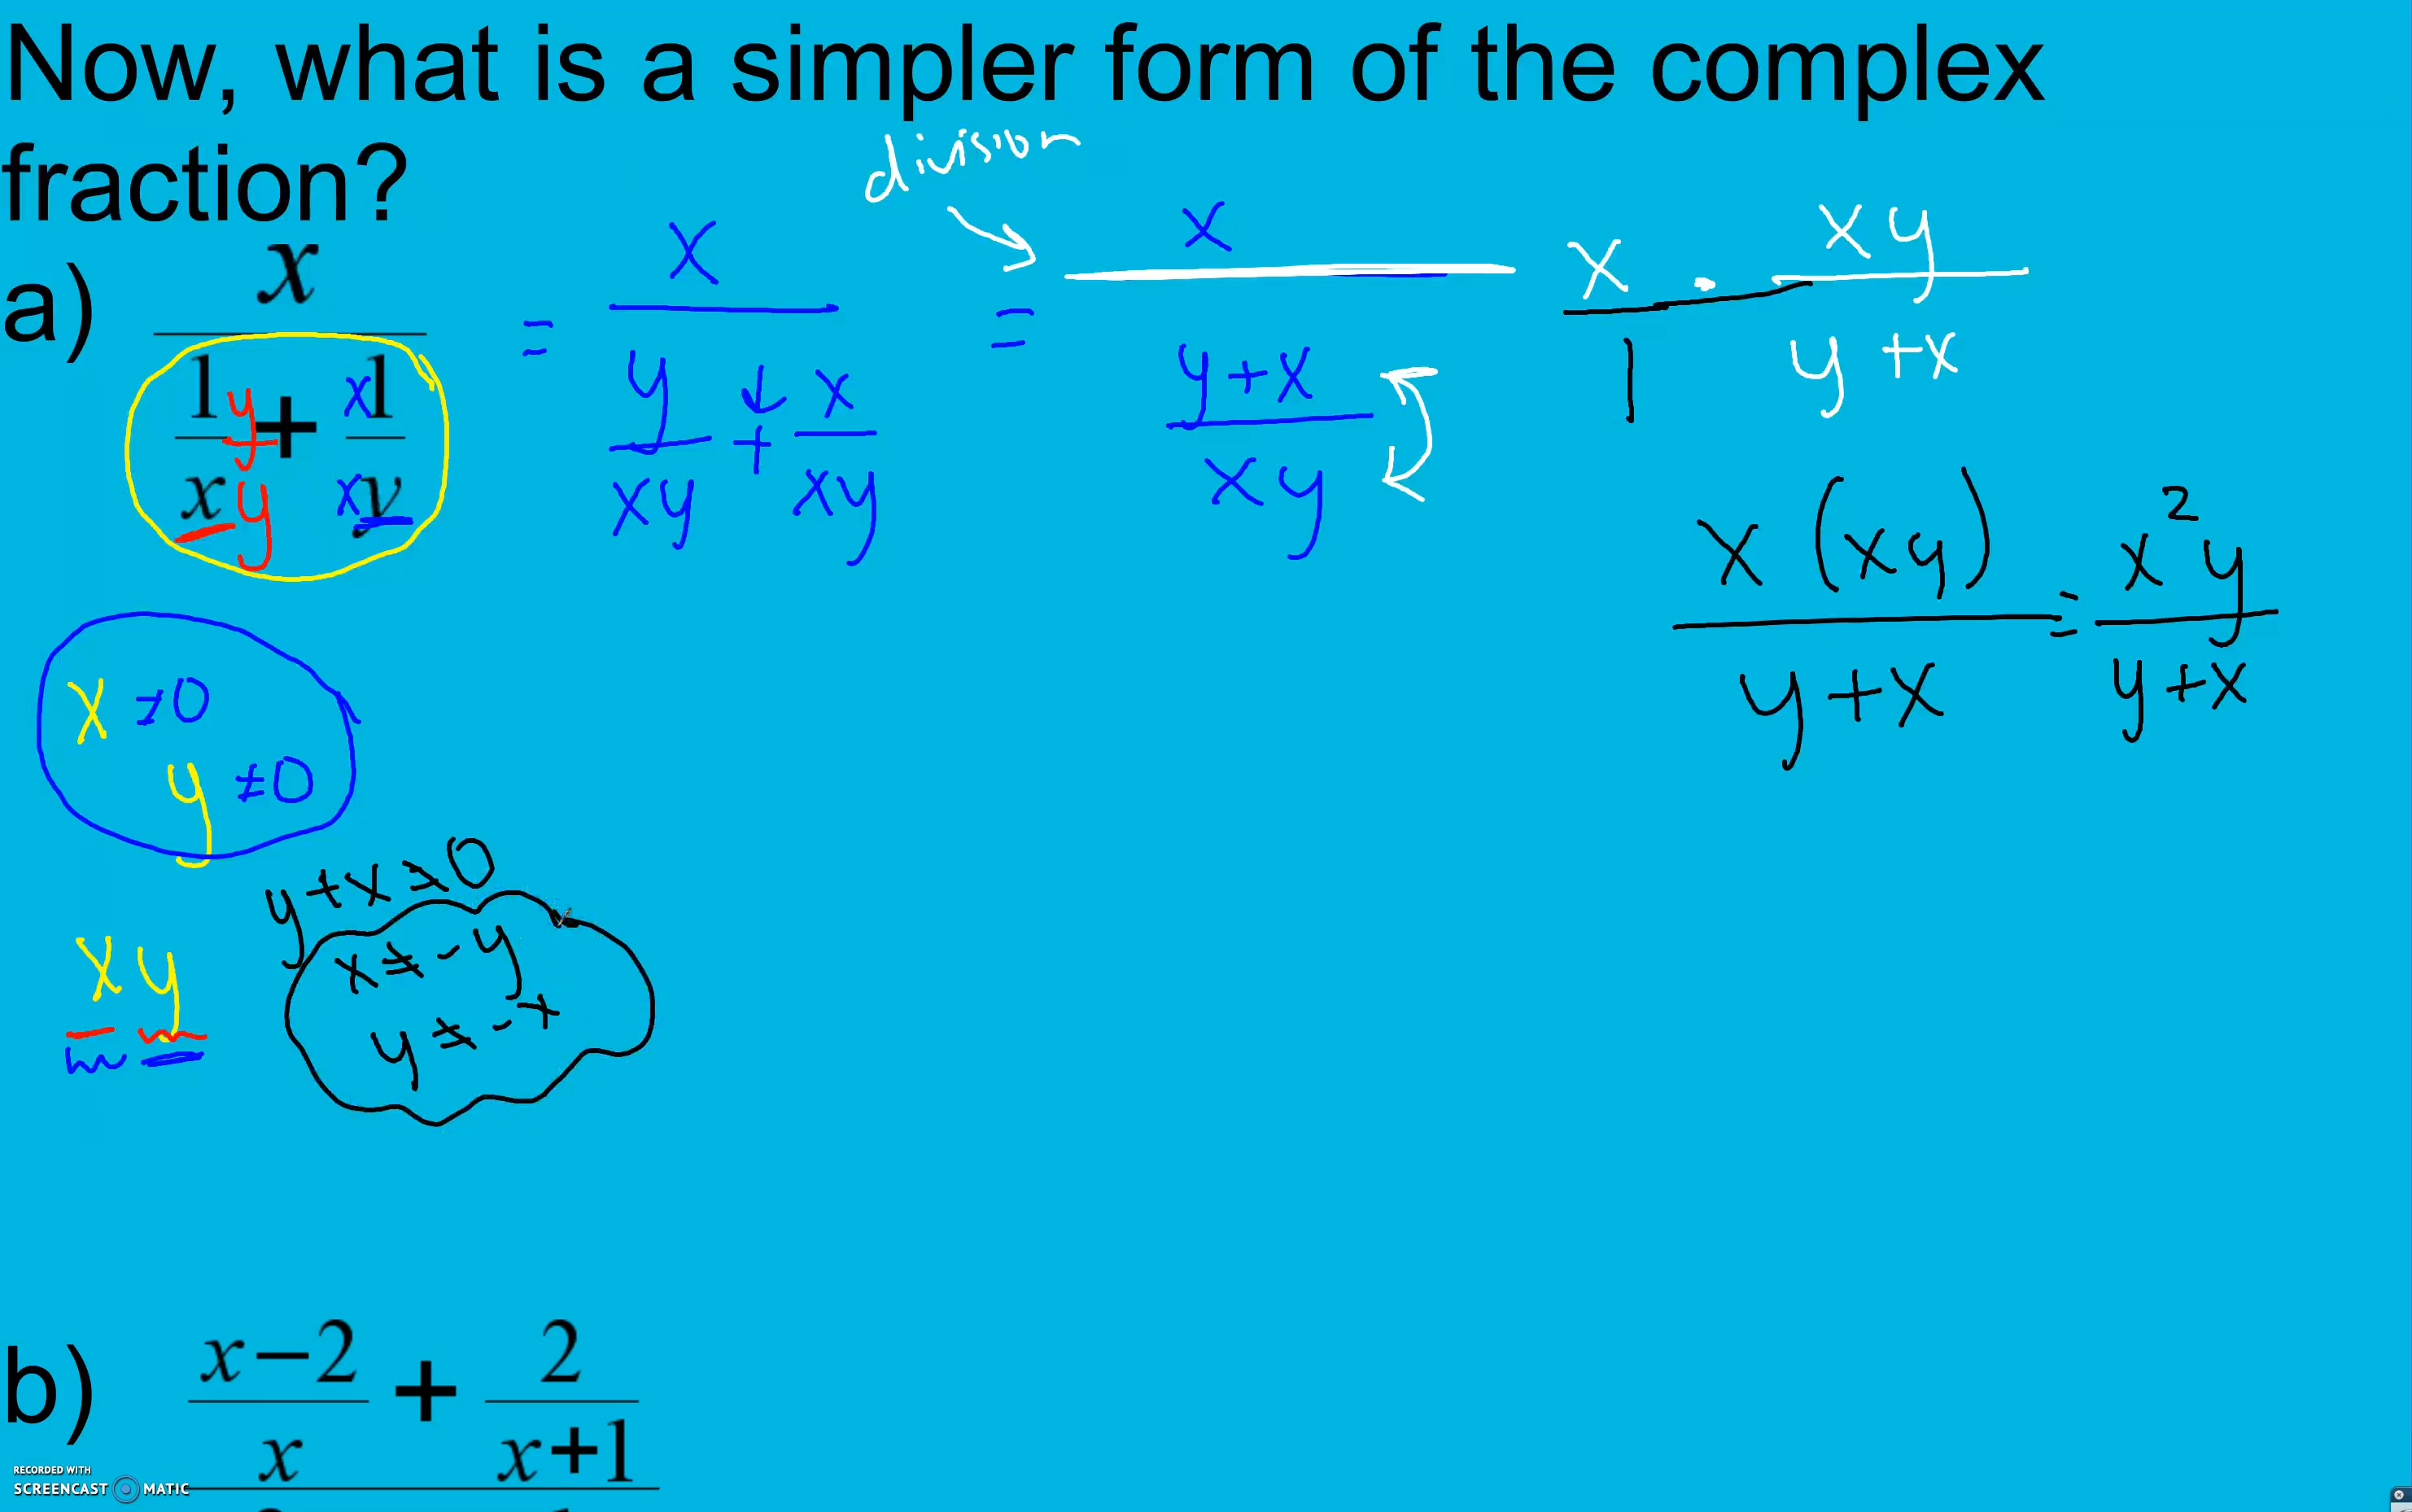 Now, what is a simpler form of the complex
fraction?
division
a) x / (1/x + 1/y)
y y x x
= x / (y/xy + x/xy) = x / ((y+x)/xy)
x/1 · xy/(y+x)
x(xy)/(y+x) = x²y/(y+x)
x ≠0
y ≠0
y+x≠0
x≠-y
y≠-x
xy
b) (x−2)/x + 2/(x+1)
RECORDED WITH
SCREENCAST MATIC